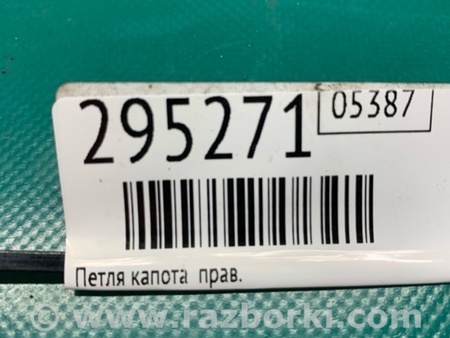 295271 05387
Петля капота прав.
www.razborki.com